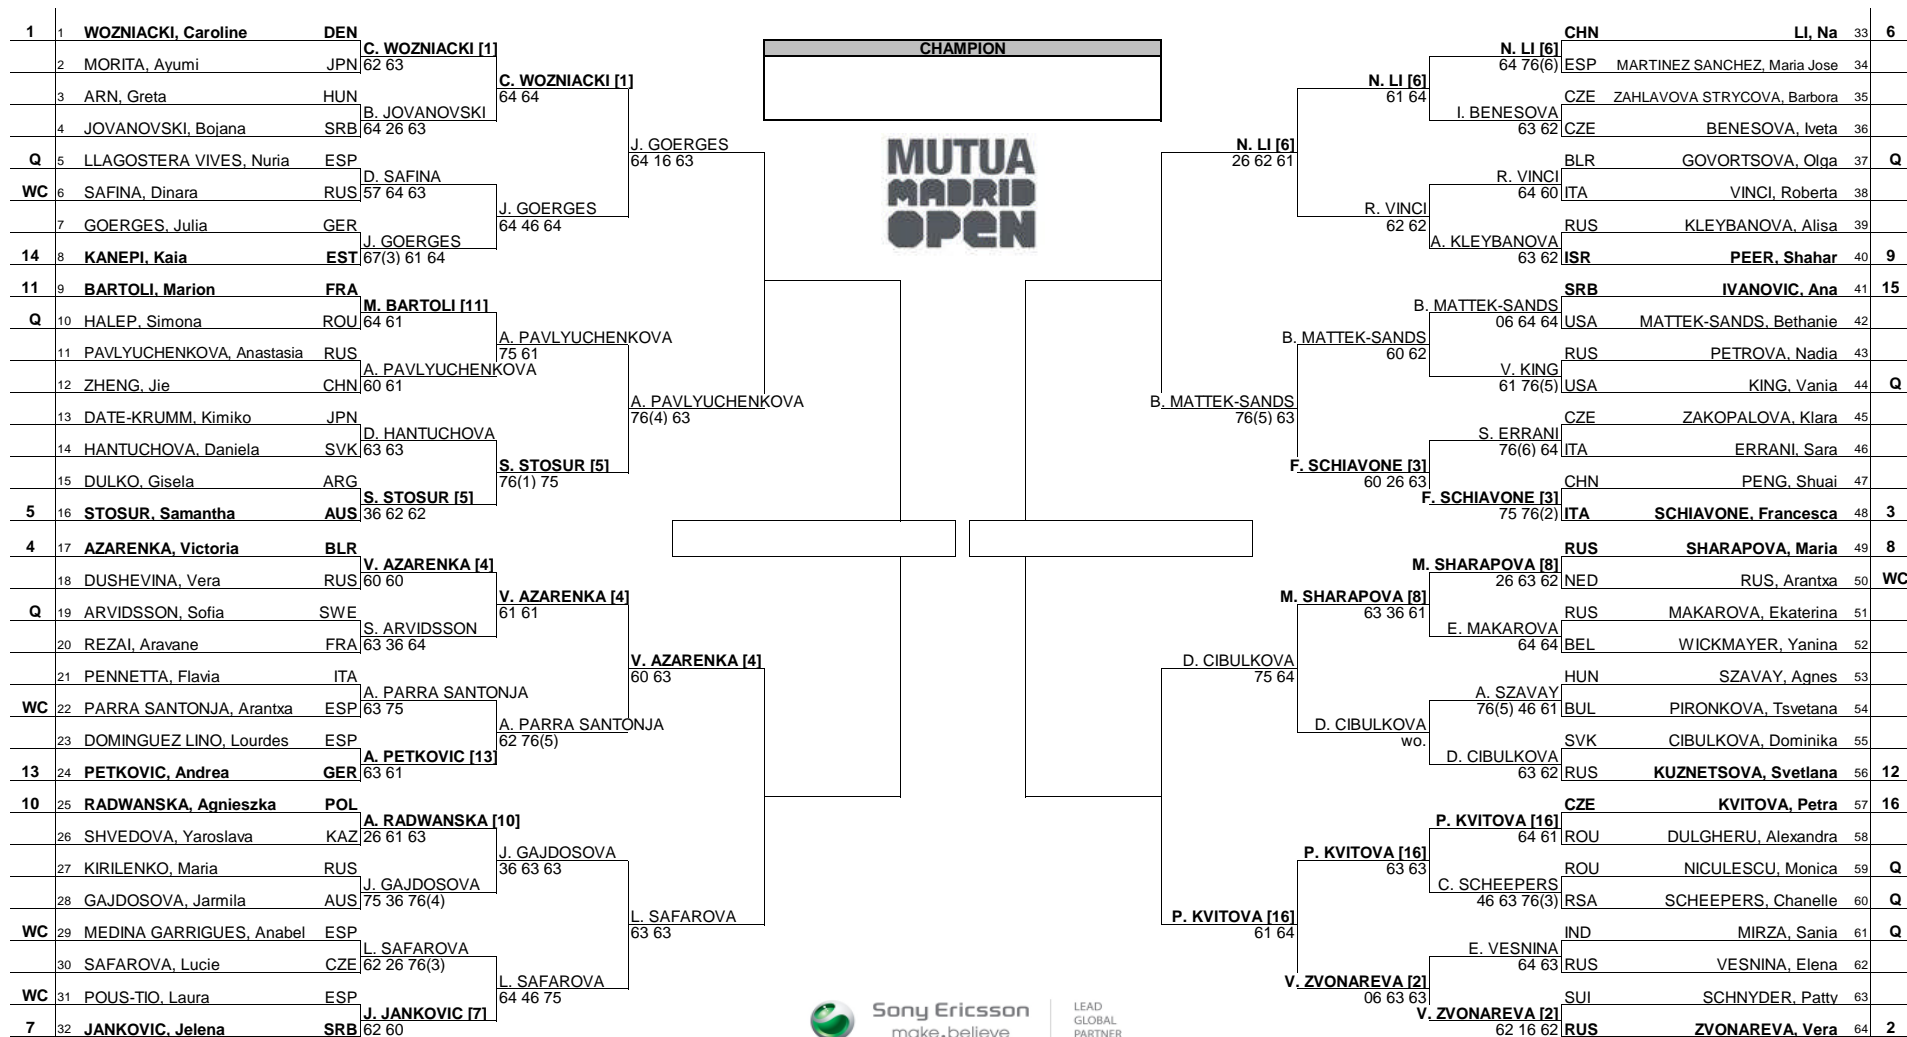 1 1 WOZNIACKI, Caroline DEN
2 MORITA, Ayumi JPN
3 ARN, Greta HUN
4 JOVANOVSKI, Bojana SRB
Q 5 LLAGOSTERA VIVES, Nuria ESP
WC 6 SAFINA, Dinara RUS
7 GOERGES, Julia GER
14 8 KANEPI, Kaia EST
11 9 BARTOLI, Marion FRA
Q 10 HALEP, Simona ROU
11 PAVLYUCHENKOVA, Anastasia RUS
12 ZHENG, Jie CHN
13 DATE-KRUMM, Kimiko JPN
14 HANTUCHOVA, Daniela SVK
15 DULKO, Gisela ARG
5 16 STOSUR, Samantha AUS
4 17 AZARENKA, Victoria BLR
18 DUSHEVINA, Vera RUS
Q 19 ARVIDSSON, Sofia SWE
20 REZAI, Aravane FRA
21 PENNETTA, Flavia ITA
WC 22 PARRA SANTONJA, Arantxa ESP
23 DOMINGUEZ LINO, Lourdes ESP
13 24 PETKOVIC, Andrea GER
10 25 RADWANSKA, Agnieszka POL
26 SHVEDOVA, Yaroslava KAZ
27 KIRILENKO, Maria RUS
28 GAJDOSOVA, Jarmila AUS
WC 29 MEDINA GARRIGUES, Anabel ESP
30 SAFAROVA, Lucie CZE
WC 31 POUS-TIO, Laura ESP
7 32 JANKOVIC, Jelena SRB
C. WOZNIACKI [1]
62 63
B. JOVANOVSKI
64 26 63
D. SAFINA
57 64 63
J. GOERGES
67(3) 61 64
M. BARTOLI [11]
64 61
A. PAVLYUCHENKOVA
60 61
D. HANTUCHOVA
63 63
S. STOSUR [5]
36 62 62
V. AZARENKA [4]
60 60
S. ARVIDSSON
63 36 64
A. PARRA SANTONJA
63 75
A. PETKOVIC [13]
63 61
A. RADWANSKA [10]
26 61 63
J. GAJDOSOVA
75 36 76(4)
L. SAFAROVA
62 26 76(3)
J. JANKOVIC [7]
62 60
C. WOZNIACKI [1]
64 64
J. GOERGES
64 46 64
A. PAVLYUCHENKOVA
75 61
S. STOSUR [5]
76(1) 75
V. AZARENKA [4]
61 61
A. PARRA SANTONJA
62 76(5)
J. GAJDOSOVA
36 63 63
L. SAFAROVA
64 46 75
J. GOERGES
64 16 63
A. PAVLYUCHENKOVA
76(4) 63
V. AZARENKA [4]
60 63
L. SAFAROVA
63 63
CHAMPION
MUTUA
MADRID
OPEN
Sony Ericsson
make.believe
LEAD
GLOBAL
PARTNER
N. LI [6]
26 62 61
B. MATTEK-SANDS
76(5) 63
D. CIBULKOVA
75 64
P. KVITOVA [16]
61 64
N. LI [6]
61 64
R. VINCI
62 62
B. MATTEK-SANDS
60 62
F. SCHIAVONE [3]
60 26 63
M. SHARAPOVA [8]
63 36 61
D. CIBULKOVA
wo.
P. KVITOVA [16]
63 63
V. ZVONAREVA [2]
06 63 63
N. LI [6]
64 76(6)
I. BENESOVA
63 62
R. VINCI
64 60
A. KLEYBANOVA
63 62
B. MATTEK-SANDS
06 64 64
V. KING
61 76(5)
S. ERRANI
76(6) 64
F. SCHIAVONE [3]
75 76(2)
M. SHARAPOVA [8]
26 63 62
E. MAKAROVA
64 64
A. SZAVAY
76(5) 46 61
D. CIBULKOVA
63 62
P. KVITOVA [16]
64 61
C. SCHEEPERS
46 63 76(3)
E. VESNINA
64 63
V. ZVONAREVA [2]
62 16 62
CHN LI, Na 33 6
ESP MARTINEZ SANCHEZ, Maria Jose 34
CZE ZAHLAVOVA STRYCOVA, Barbora 35
CZE BENESOVA, Iveta 36
BLR GOVORTSOVA, Olga 37 Q
ITA VINCI, Roberta 38
RUS KLEYBANOVA, Alisa 39
ISR PEER, Shahar 40 9
SRB IVANOVIC, Ana 41 15
USA MATTEK-SANDS, Bethanie 42
RUS PETROVA, Nadia 43
USA KING, Vania 44 Q
CZE ZAKOPALOVA, Klara 45
ITA ERRANI, Sara 46
CHN PENG, Shuai 47
ITA SCHIAVONE, Francesca 48 3
RUS SHARAPOVA, Maria 49 8
NED RUS, Arantxa 50 WC
RUS MAKAROVA, Ekaterina 51
BEL WICKMAYER, Yanina 52
HUN SZAVAY, Agnes 53
BUL PIRONKOVA, Tsvetana 54
SVK CIBULKOVA, Dominika 55
RUS KUZNETSOVA, Svetlana 56 12
CZE KVITOVA, Petra 57 16
ROU DULGHERU, Alexandra 58
ROU NICULESCU, Monica 59 Q
RSA SCHEEPERS, Chanelle 60 Q
IND MIRZA, Sania 61 Q
RUS VESNINA, Elena 62
SUI SCHNYDER, Patty 63
RUS ZVONAREVA, Vera 64 2